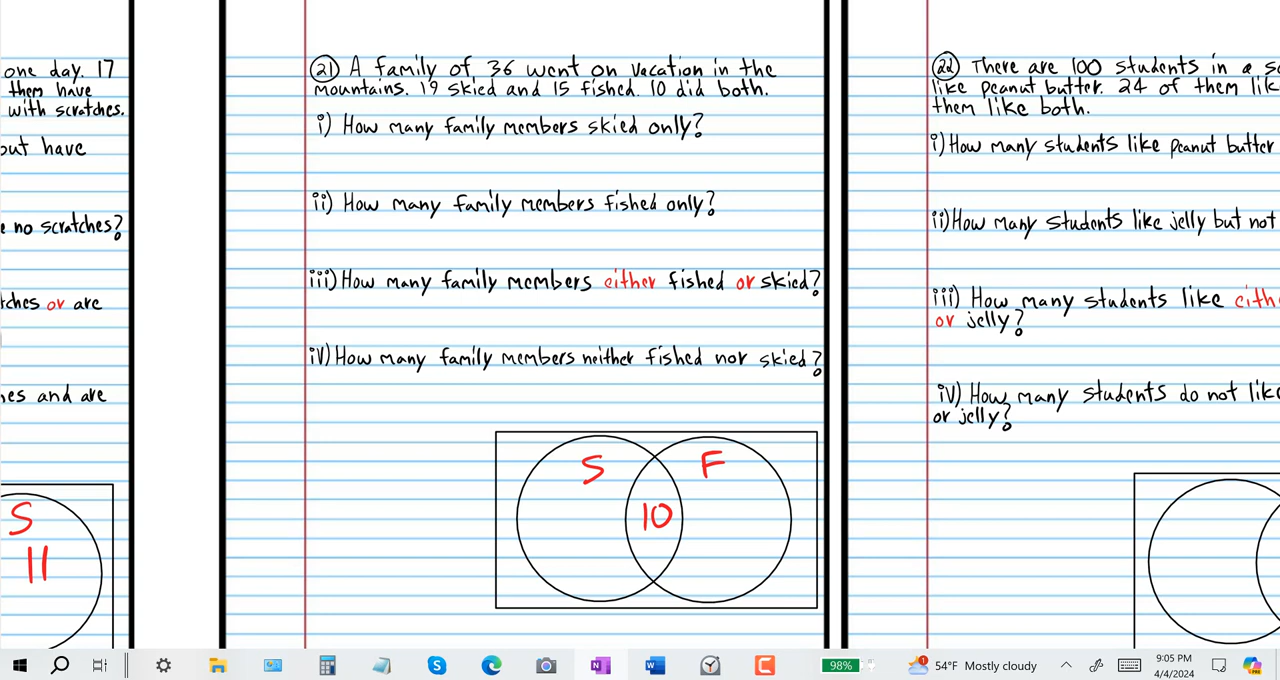 one day. 17
them have
with scratches.
out have
e no scratches?
ches or are
es and are
S
11
21) A family of 36 went on vacation in the
mountains. 19 skied and 15 fished. 10 did both.
i) How many family members skied only?
ii) How many family members fished only?
iii) How many family members either fished or skied?
iv) How many family members neither fished nor skied?
S F
10
22) There are 100 students in a
like peanut butter. 24 of them
them like both.
i) How many students like peanut butter
ii) How many students like jelly but not
iii) How many students like
or jelly?
iv) How many students do not
or jelly?
98%
54°F Mostly cloudy
9:05 PM
4/4/2024